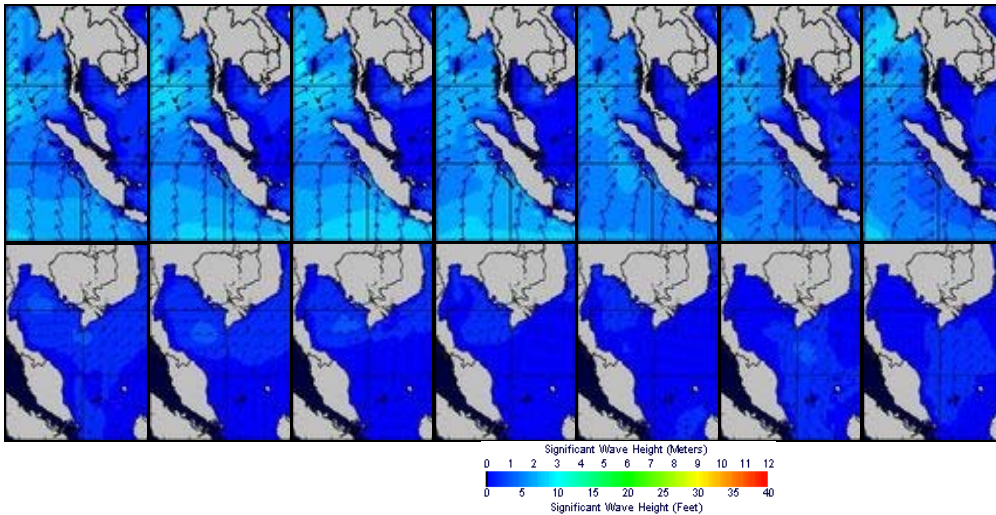 Significant Wave Height (Meters)
0 1 2 3 4 5 6 7 8 9 10 11 12
0 5 10 15 20 25 30 35 40
Significant Wave Height (Feet)